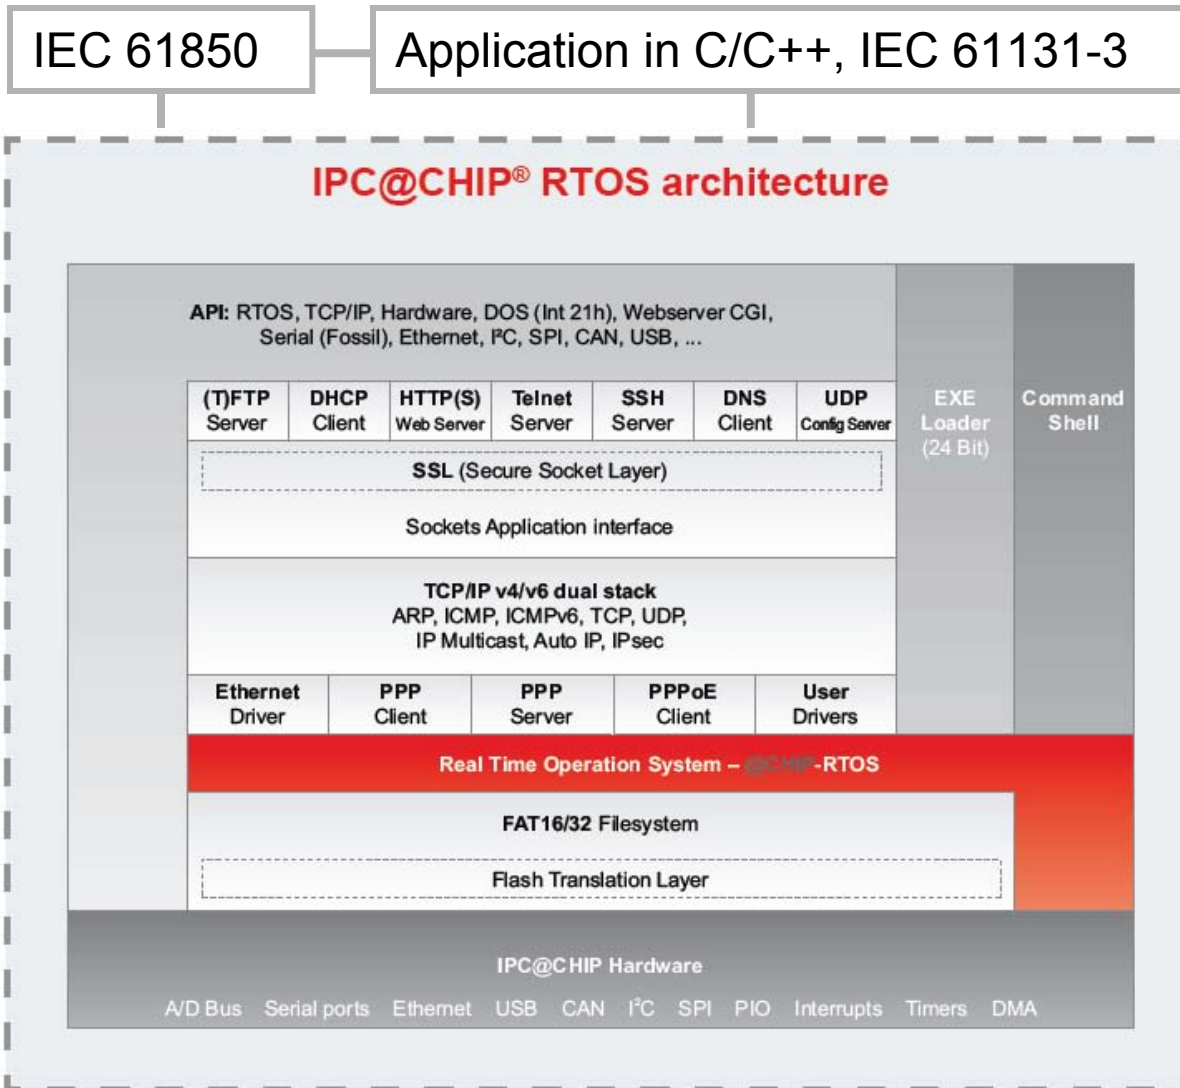 IEC 61850
Application in C/C++, IEC 61131-3
IPC@CHIP® RTOS architecture
API: RTOS, TCP/IP, Hardware, DOS (Int 21h), Webserver CGI,
Serial (Fossil), Ethernet, I²C, SPI, CAN, USB, ...
(T)FTP
Server
DHCP
Client
HTTP(S)
Web Server
Telnet
Server
SSH
Server
DNS
Client
UDP
Config Server
EXE
Loader
(24 Bit)
Command
Shell
SSL (Secure Socket Layer)
Sockets Application interface
TCP/IP v4/v6 dual stack
ARP, ICMP, ICMPv6, TCP, UDP,
IP Multicast, Auto IP, IPsec
Ethernet
Driver
PPP
Client
PPP
Server
PPPoE
Client
User
Drivers
Real Time Operation System – @CHIP-RTOS
FAT16/32 Filesystem
Flash Translation Layer
IPC@CHIP Hardware
A/D Bus Serial ports Ethernet USB CAN I²C SPI PIO Interrupts Timers DMA